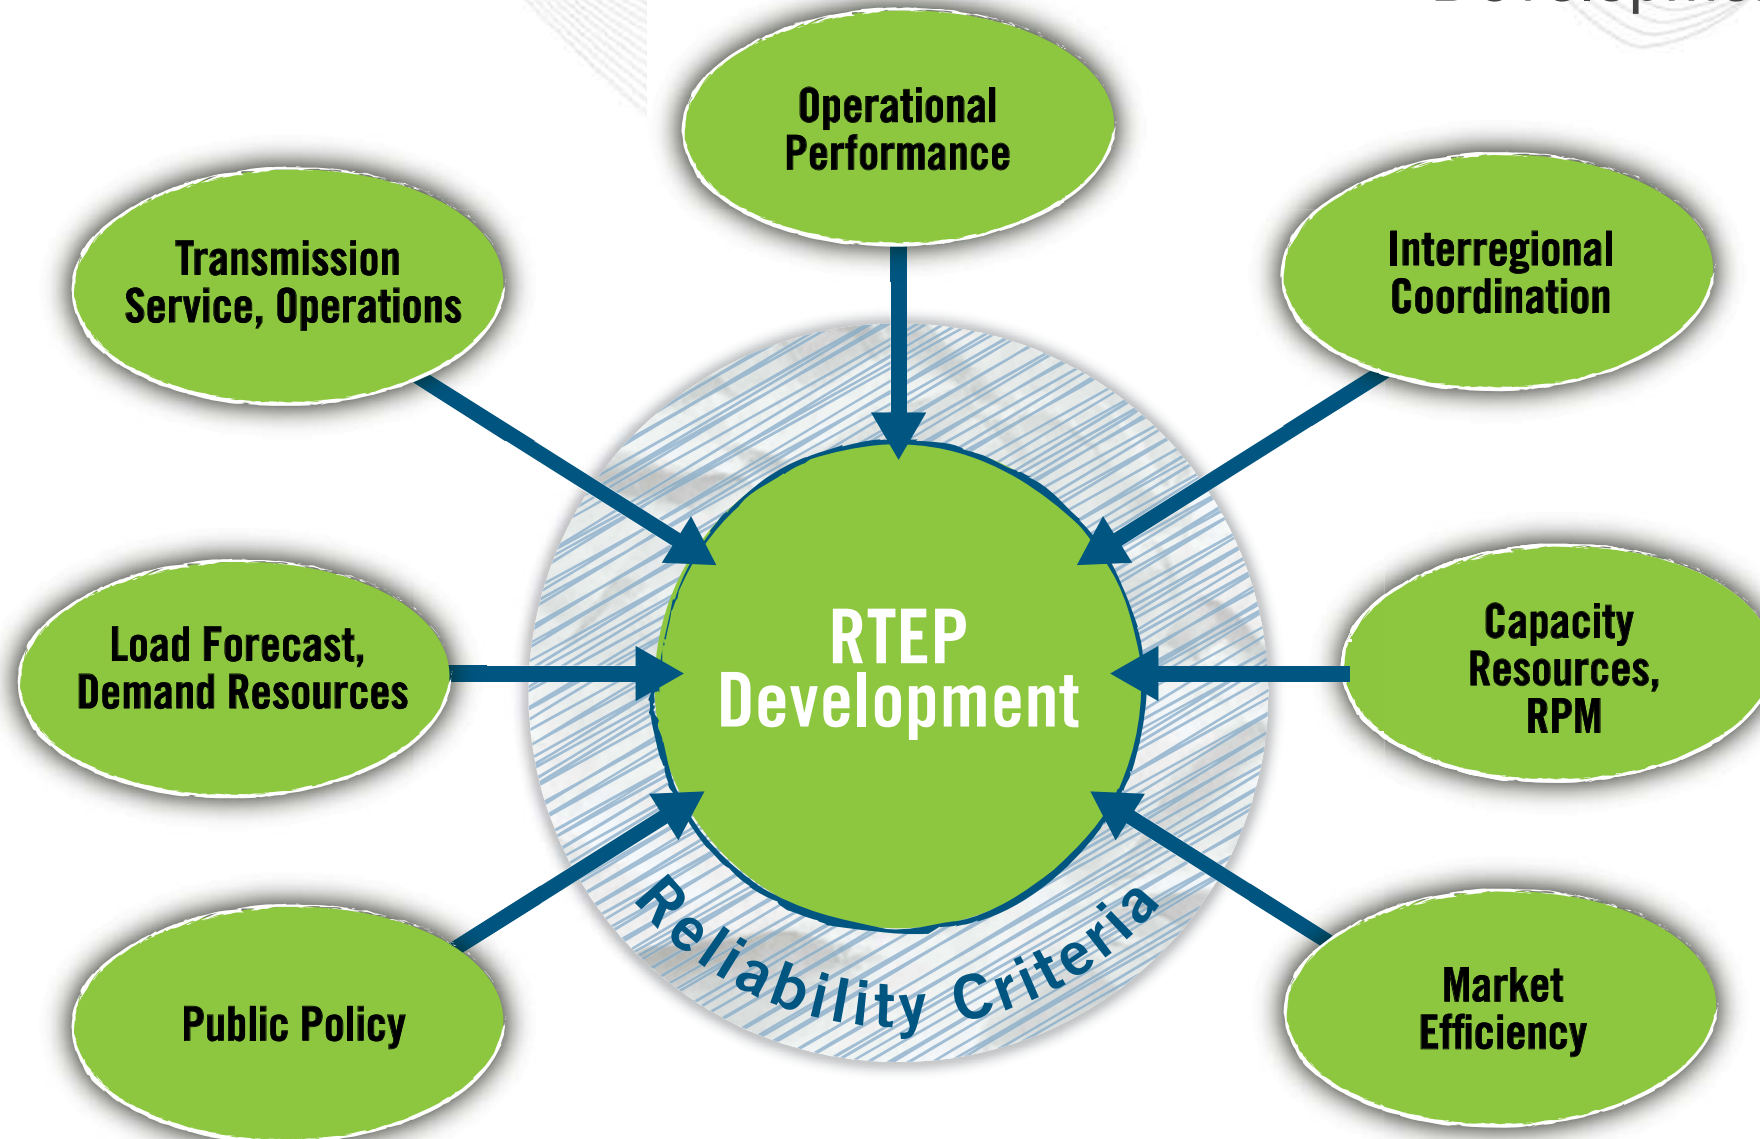 Operational
Performance
Transmission
Service, Operations
Interregional
Coordination
Load Forecast,
Demand Resources
RTEP
Development
Capacity
Resources,
RPM
Public Policy
Reliability Criteria
Market
Efficiency